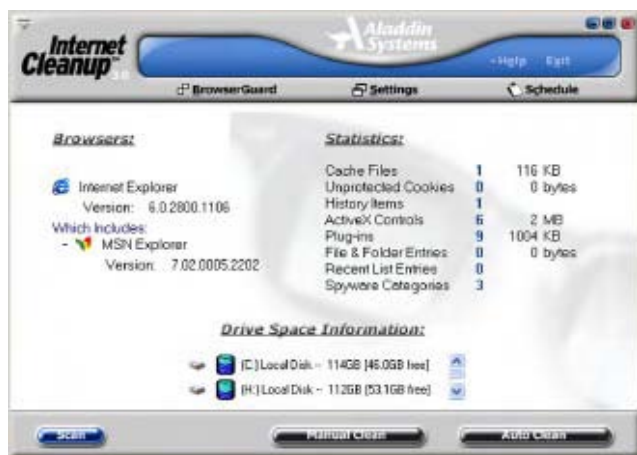 Internet
Cleanup
3.0
Aladdin
Systems
Help Exit
BrowserGuard Settings Schedule
Browsers:
Internet Explorer
Version: 6.0.2800.1106
Which Includes:
- MSN Explorer
Version: 7.02.0005.2202
Statistics:
Cache Files 1 116 KB
Unprotected Cookies 0 0 bytes
History Items 1
ActiveX Controls 6 2 MB
Plug-ins 9 1004 KB
File & Folder Entries 0 0 bytes
Recent List Entries 0
Spyware Categories 3
Drive Space Information:
(C:) Local Disk -- 114GB [46.0GB free]
(H:) Local Disk -- 112GB [53.1GB free]
Scan Manual Clean Auto Clean